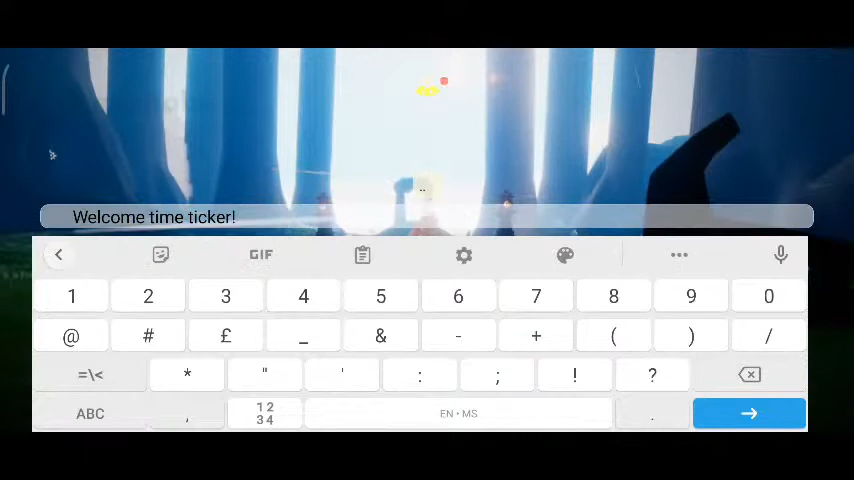 ..
Welcome time ticker!
GIF
1 2 3 4 5 6 7 8 9 0
@ # £ _ & - + ( ) /
=\< * " ' : ; ! ?
ABC , 12 34 EN • MS .